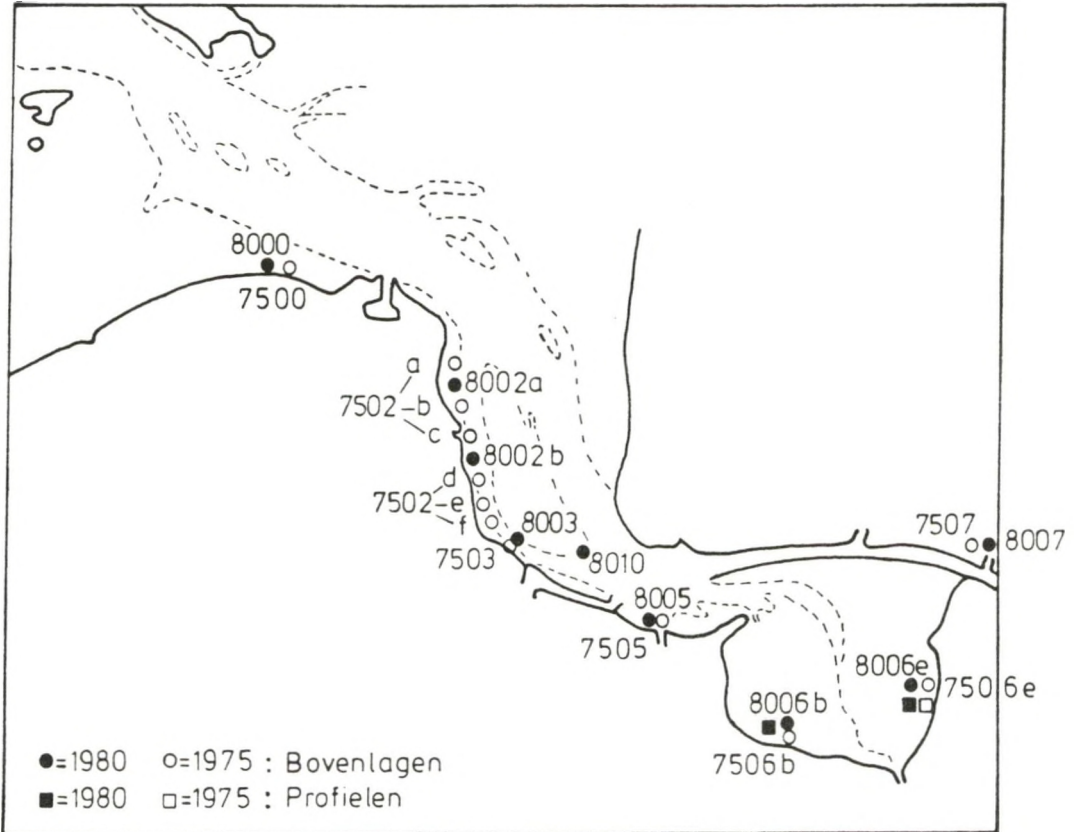 8000
7500
a
8002a
7502-b
c
8002b
d
7502-e
f
8003
7503
8010
7507
8007
8005
7505
8006e
7506e
8006b
7506b
●=1980 ○=1975 : Bovenlagen
■=1980 □=1975 : Profielen